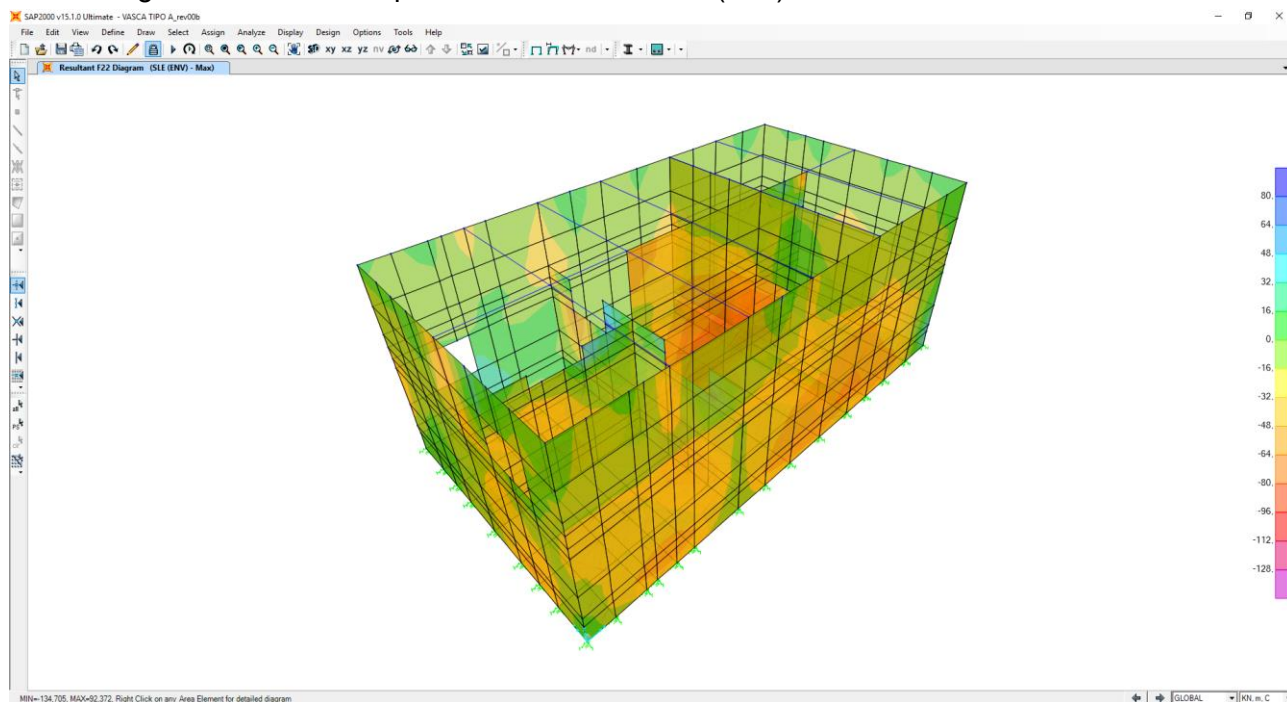 SAP2000 v15.1.0 Ultimate - VASCA TIPO A_rev00b
File Edit View Define Draw Select Assign Analyze Display Design Options Tools Help
xy xz yz nv nd
Resultant F22 Diagram (SLE (ENV) - Max)
80.
64.
48.
32.
16.
0.
-16.
-32.
-48.
-64.
-80.
-96.
-112.
-128.
MIN=-134.705, MAX=92.372, Right Click on any Area Element for detailed diagram
GLOBAL KN, m, C